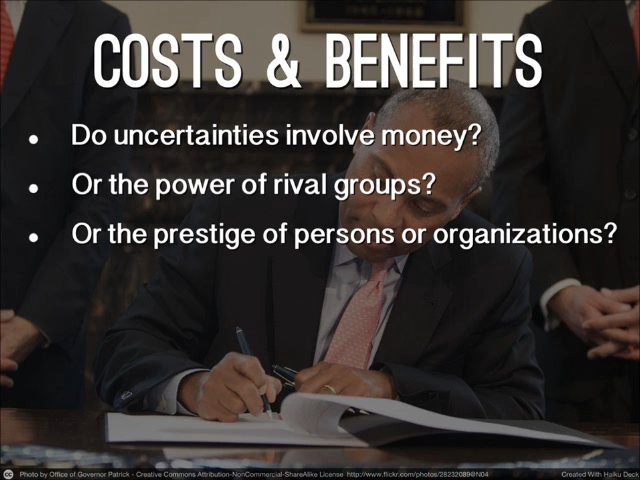 COSTS & BENEFITS
• Do uncertainties involve money?
• Or the power of rival groups?
• Or the prestige of persons or organizations?
Photo by Office of Governor Patrick - Creative Commons Attribution-NonCommercial-ShareAlike License http://www.flickr.com/photos/28232089@N04 Created With Haiku Deck